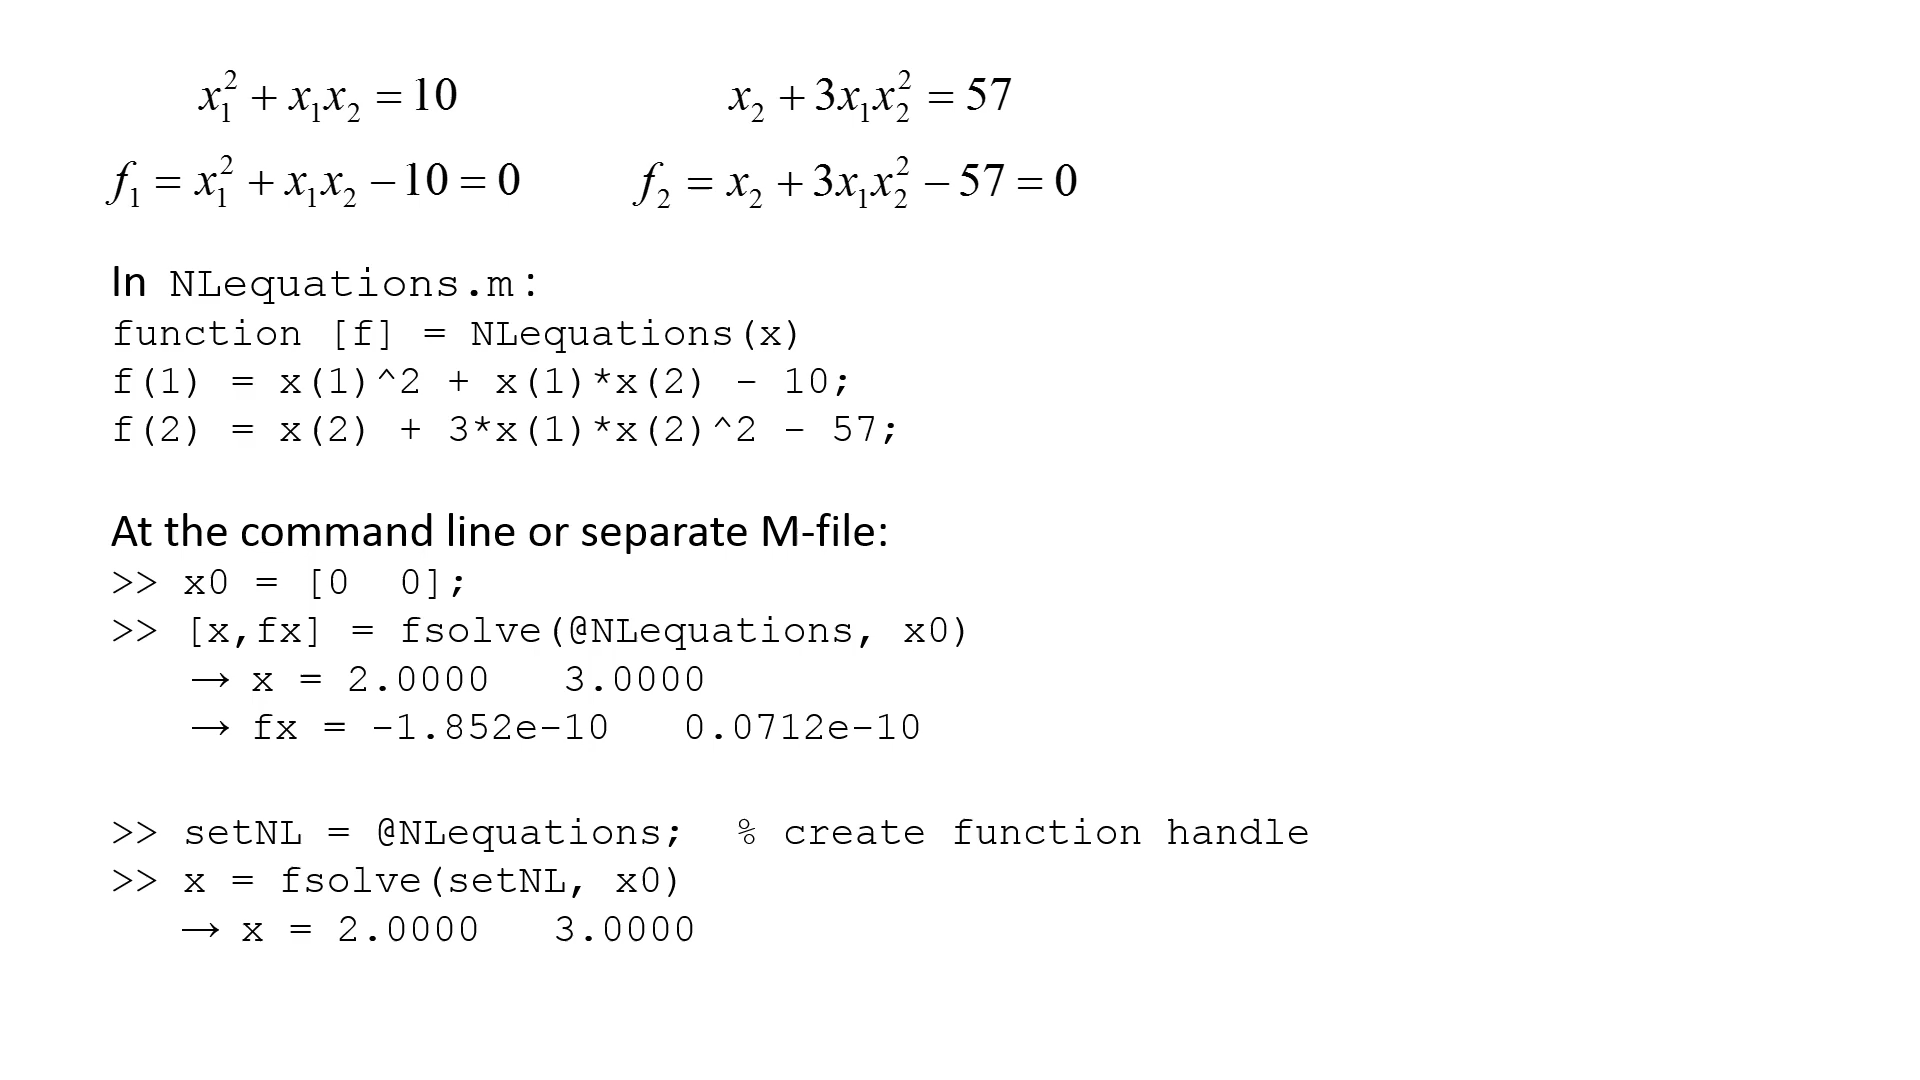 x₁² + x₁x₂ = 10    x₂ + 3x₁x₂² = 57
f₁ = x₁² + x₁x₂ − 10 = 0    f₂ = x₂ + 3x₁x₂² − 57 = 0
In NLequations.m:
function [f] = NLequations(x)
f(1) = x(1)^2 + x(1)*x(2) - 10;
f(2) = x(2) + 3*x(1)*x(2)^2 - 57;
At the command line or separate M-file:
>> x0 = [0  0];
>> [x,fx] = fsolve(@NLequations, x0)
→ x = 2.0000   3.0000
→ fx = -1.852e-10   0.0712e-10
>> setNL = @NLequations;  % create function handle
>> x = fsolve(setNL, x0)
→ x = 2.0000   3.0000